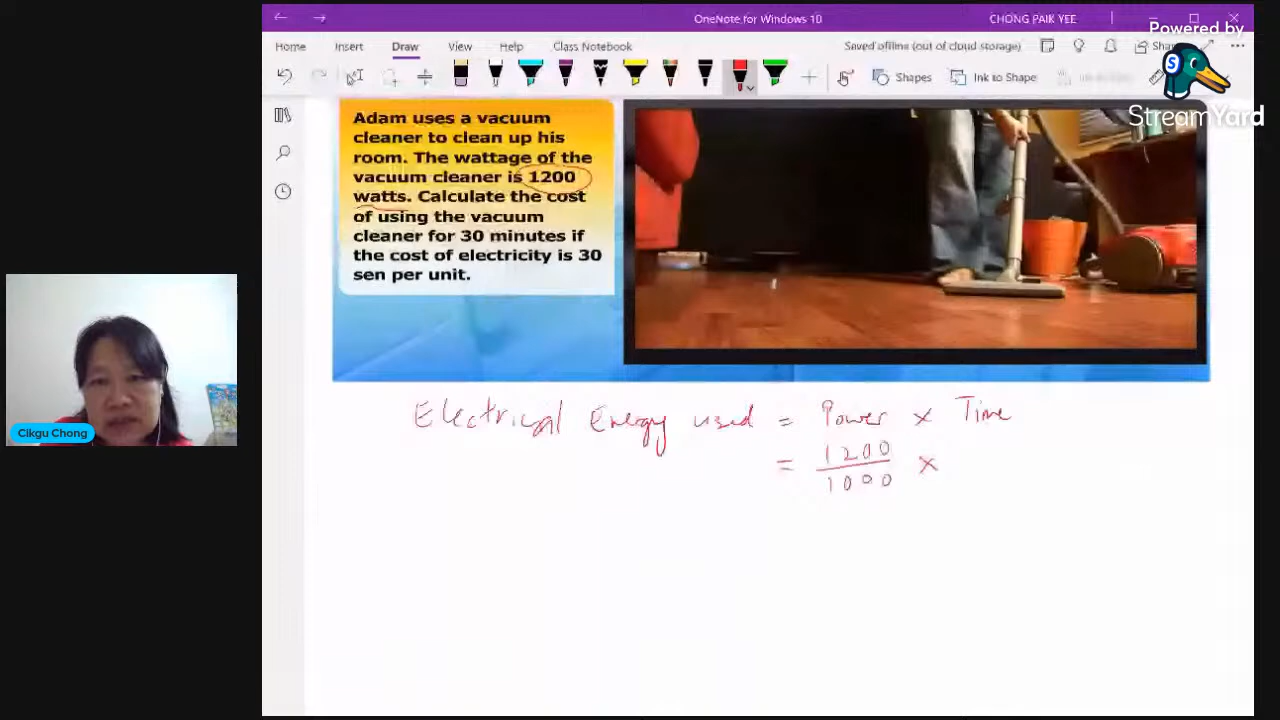 OneNote for Windows 10
CHONG PAIK YEE
Powered by
StreamYard
Home Insert Draw View Help Class Notebook
Saved offline (out of cloud storage)
Shapes Ink to Shape
Adam uses a vacuum
cleaner to clean up his
room. The wattage of the
vacuum cleaner is 1200
watts. Calculate the cost
of using the vacuum
cleaner for 30 minutes if
the cost of electricity is 30
sen per unit.
Cikgu Chong
Electrical Energy used = Power × Time
= 1200 ×
1000